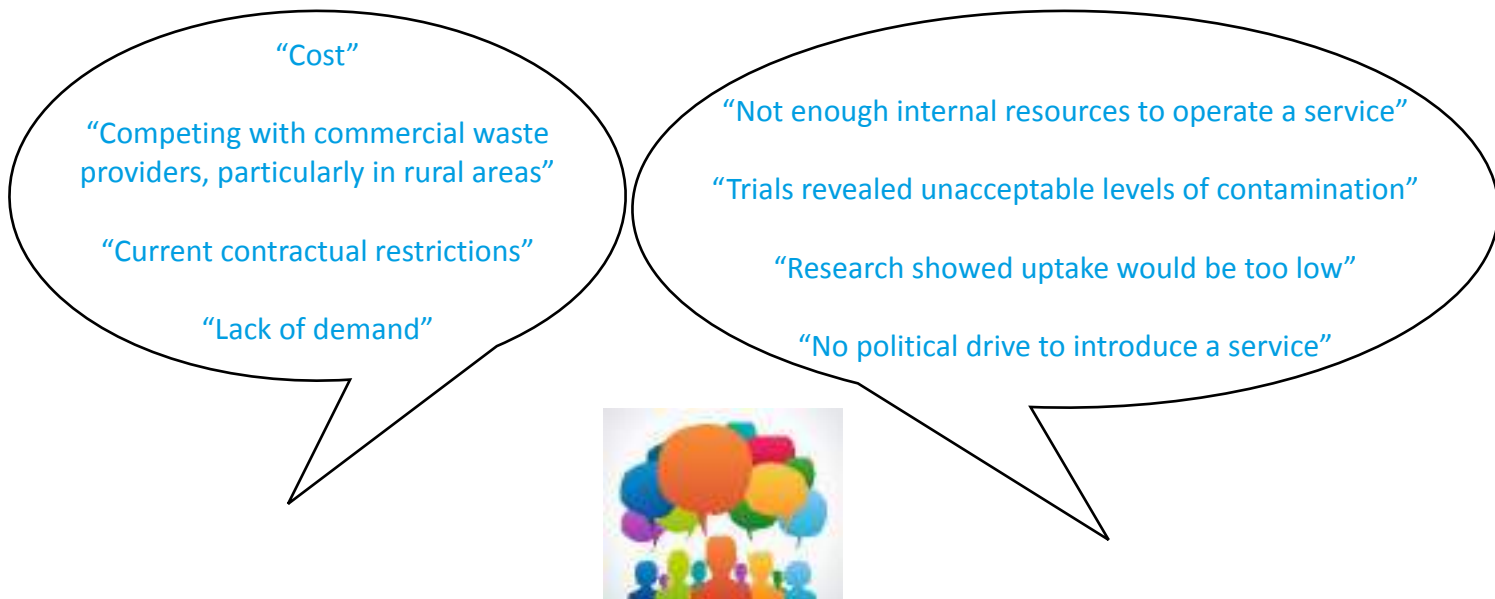 “Cost”
“Competing with commercial waste
providers, particularly in rural areas”
“Current contractual restrictions”
“Lack of demand”
“Not enough internal resources to operate a service”
“Trials revealed unacceptable levels of contamination”
“Research showed uptake would be too low”
“No political drive to introduce a service”